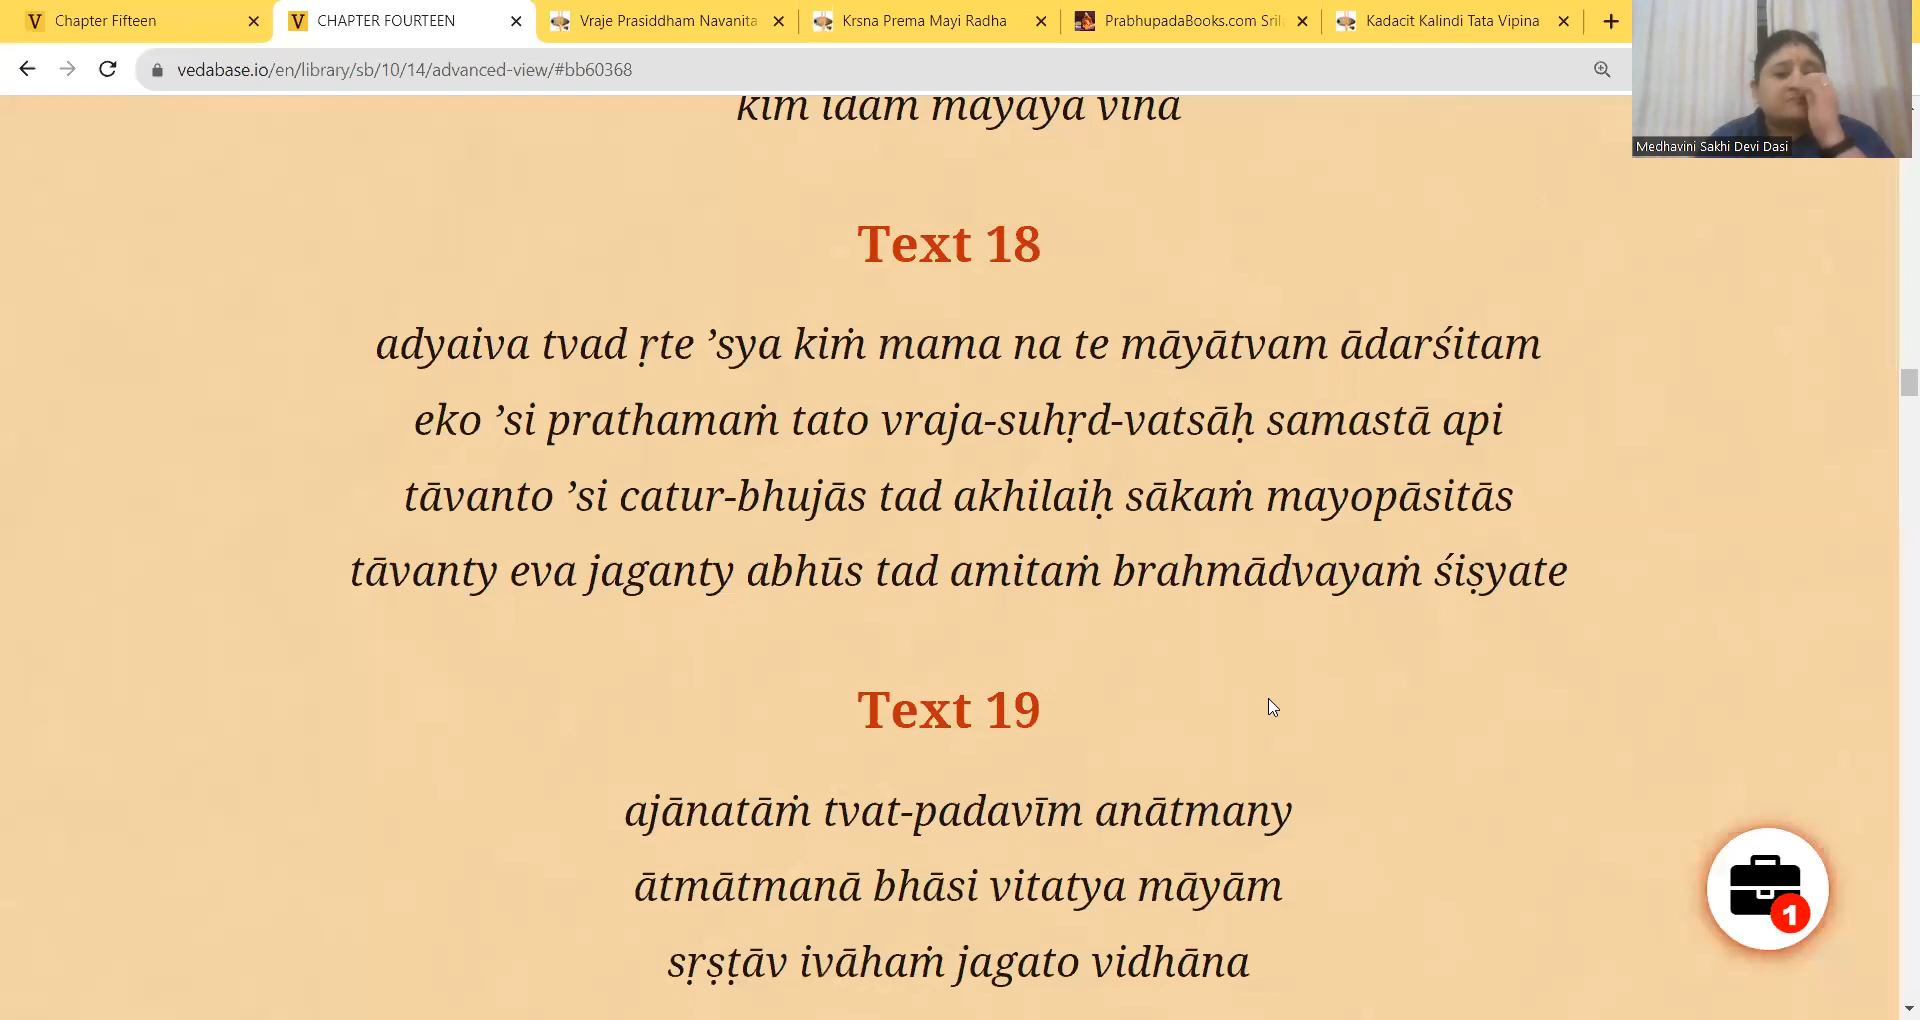 Chapter Fifteen
CHAPTER FOURTEEN
Vraje Prasiddham Navanita
Krsna Prema Mayi Radha
PrabhupadaBooks.com Sril
Kadacit Kalindi Tata Vipina
vedabase.io/en/library/sb/10/14/advanced-view/#bb60368
Medhavini Sakhi Devi Dasi
kim idaṁ māyayā vinā
Text 18
adyaiva tvad ṛte ’sya kiṁ mama na te māyātvam ādarśitam
eko ’si prathamaṁ tato vraja-suhṛd-vatsāḥ samastā api
tāvanto ’si catur-bhujās tad akhilaiḥ sākaṁ mayopāsitās
tāvanty eva jaganty abhūs tad amitaṁ brahmādvayaṁ śiṣyate
Text 19
ajānatāṁ tvat-padavīm anātmany
ātmātmanā bhāsi vitatya māyām
sṛṣṭāv ivāhaṁ jagato vidhāna
1